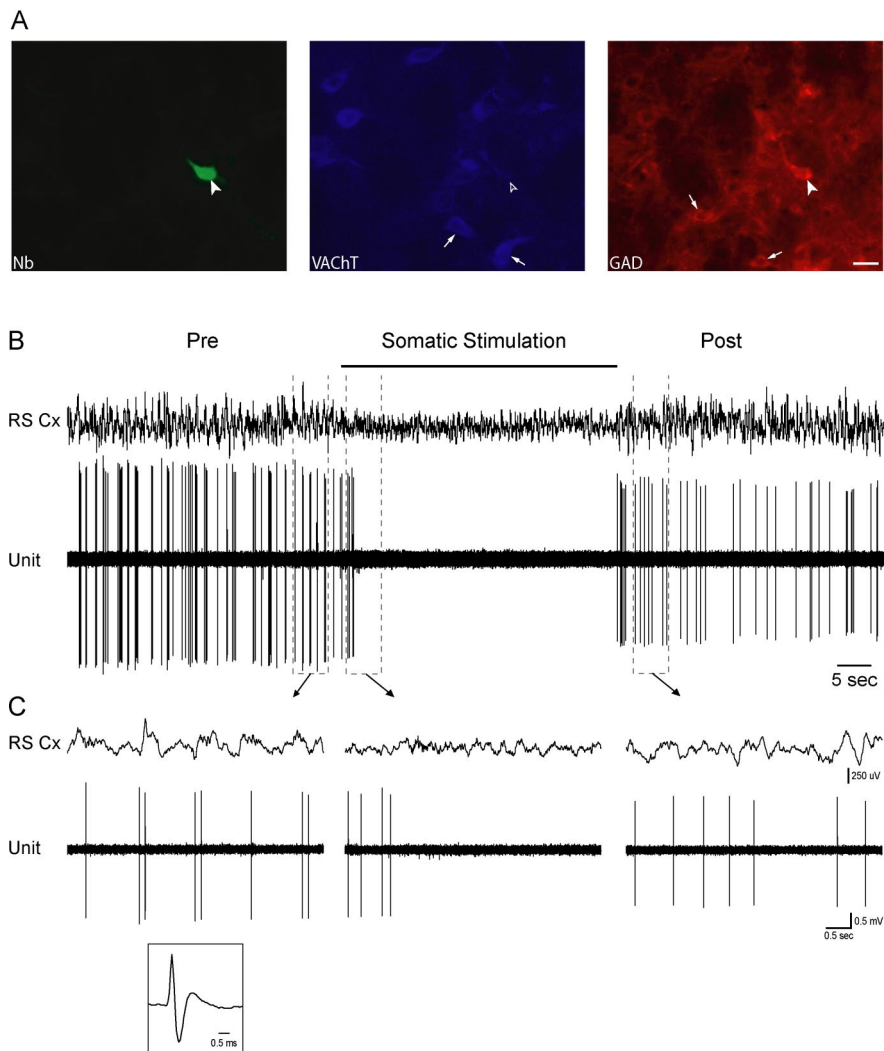 A
Nb
VAChT
GAD
B
Pre
Somatic Stimulation
Post
RS Cx
Unit
5 sec
C
RS Cx
250 uV
Unit
0.5 mV
0.5 sec
0.5 ms